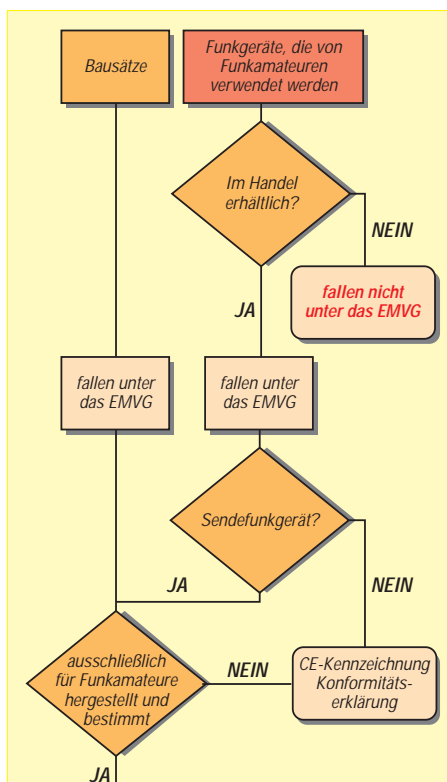 Bausätze
Funkgeräte, die von
Funkamateuren
verwendet werden
Im Handel
erhältlich?
NEIN
fallen nicht
unter das EMVG
JA
fallen unter
das EMVG
fallen unter
das EMVG
Sendefunkgerät?
JA
NEIN
ausschließlich
für Funkamateure
hergestellt und
bestimmt
NEIN
CE-Kennzeichnung
Konformitäts-
erklärung
JA